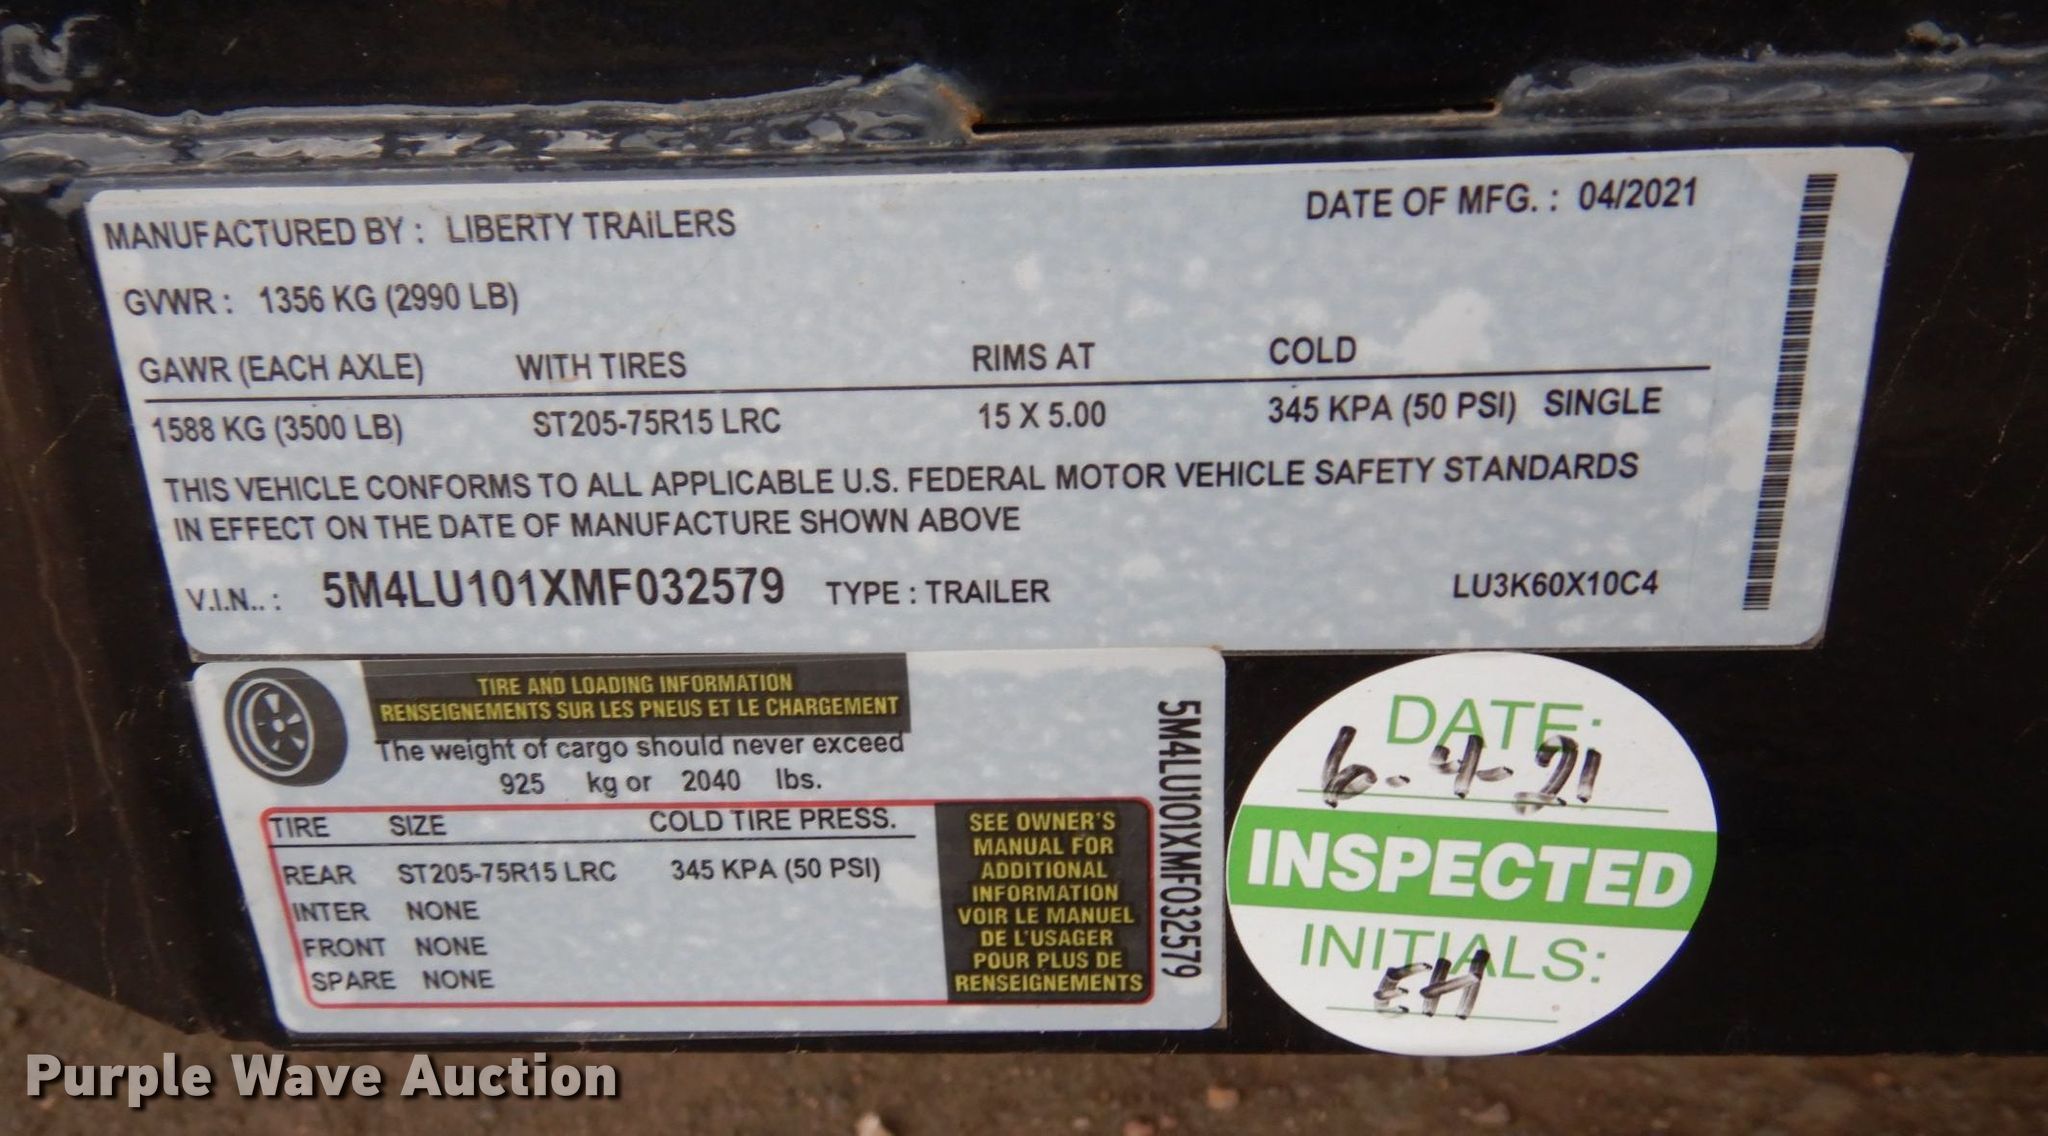 MANUFACTURED BY : LIBERTY TRAILERS DATE OF MFG. : 04/2021
GVWR : 1356 KG (2990 LB)
GAWR (EACH AXLE) WITH TIRES RIMS AT COLD
1588 KG (3500 LB) ST205-75R15 LRC 15 X 5.00 345 KPA (50 PSI) SINGLE
THIS VEHICLE CONFORMS TO ALL APPLICABLE U.S. FEDERAL MOTOR VEHICLE SAFETY STANDARDS
IN EFFECT ON THE DATE OF MANUFACTURE SHOWN ABOVE
V.I.N.. : 5M4LU101XMF032579 TYPE : TRAILER LU3K60X10C4
TIRE AND LOADING INFORMATION
RENSEIGNEMENTS SUR LES PNEUS ET LE CHARGEMENT
The weight of cargo should never exceed
925 kg or 2040 lbs.
TIRE SIZE COLD TIRE PRESS.
REAR ST205-75R15 LRC 345 KPA (50 PSI)
INTER NONE
FRONT NONE
SPARE NONE
SEE OWNER'S
MANUAL FOR
ADDITIONAL
INFORMATION
VOIR LE MANUEL
DE L'USAGER
POUR PLUS DE
RENSEIGNEMENTS
5M4LU101XMF032579
DATE:
6-4-21
INSPECTED
INITIALS:
EH
Purple Wave Auction